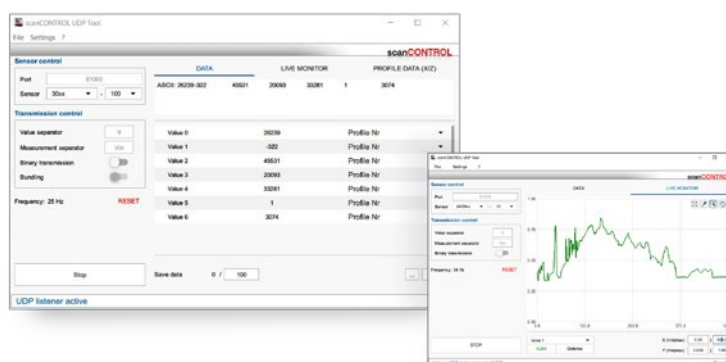 scanCONTROL UDP Tool
File Settings ?
scanCONTROL
Sensor control
Port
Sensor 30xx - 100
DATA LIVE MONITOR PROFILE DATA (X/Z)
ASCII: 26239 -322 45531 20093 33281 1 3074
Transmission control
Value separator
Measurement separator
Binary transmission
Bundling
Frequency: 25 Hz RESET
Value 0 26239 Profile Nr
Value 1 -322 Profile Nr
Value 2 45531 Profile Nr
Value 3 20093 Profile Nr
Value 4 33281 Profile Nr
Value 5 1 Profile Nr
Value 6 3074 Profile Nr
Stop
Save data 0 / 100
UDP listener active
scanCONTROL UDP Tool
File Settings ?
scanCONTROL
Sensor control
Port
Sensor
DATA LIVE MONITOR
Transmission control
Value separator
Measurement separator
Binary transmission
RESET
STOP
Value 1
Distance